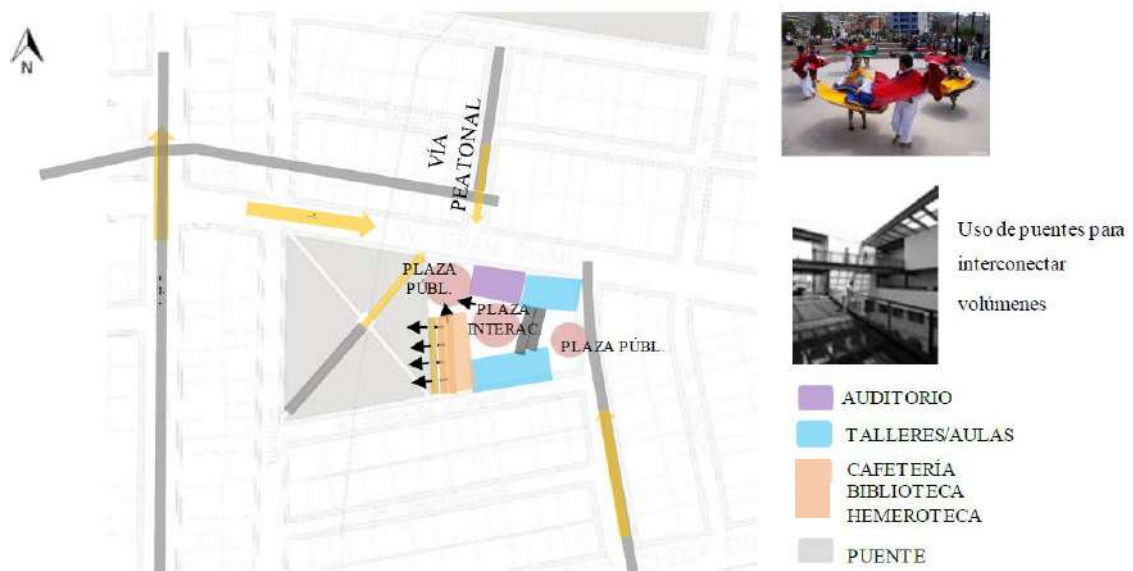 N
VÍA
PEATONAL
PLAZA
PÚBL.
PLAZA
INTERAC
PLAZA PÚBL.
Uso de puentes para
interconectar
volúmenes
AUDITORIO
TALLERES/AULAS
CAFETERÍA
BIBLIOTECA
HEMEROTECA
PUENTE